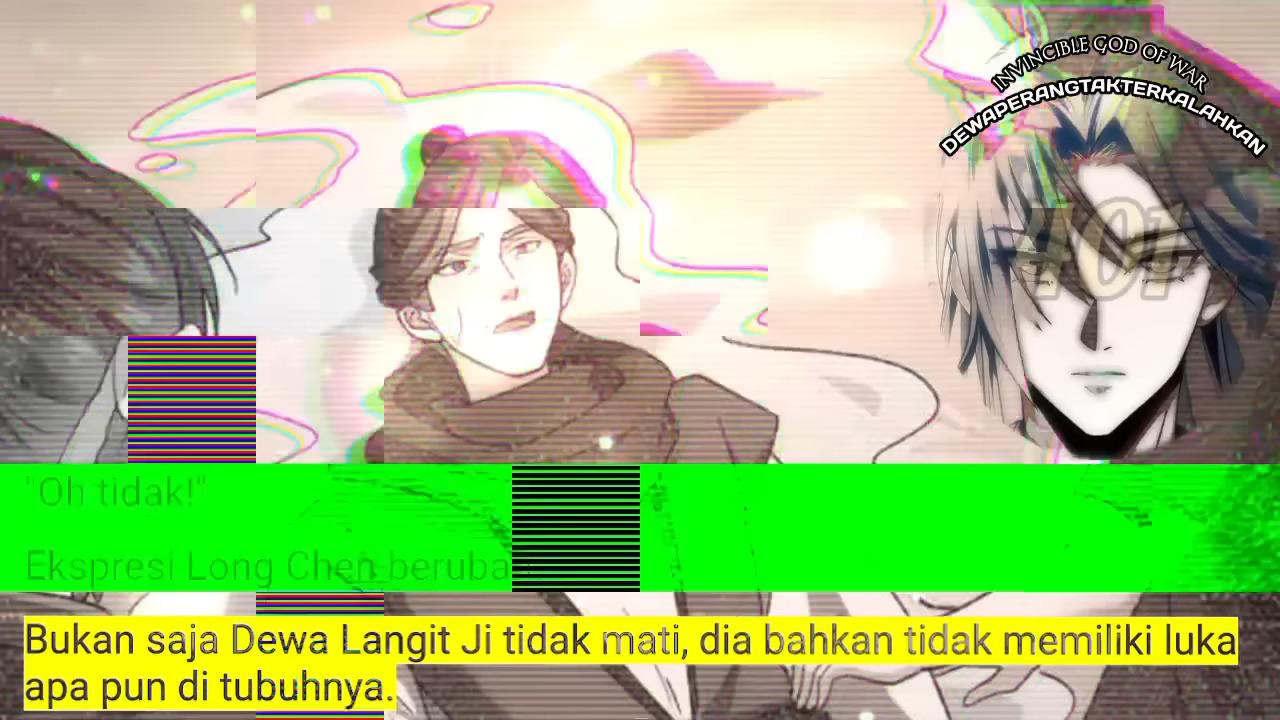 INVINCIBLE GOD OF WAR
DEWAPERANGTAKTERKALAHKAN
701
"Oh tidak!"
Ekspresi Long Chen
Bukan saja Dewa Langit Ji tidak mati, dia bahkan tidak memiliki luka
apa pun di tubuhnya.